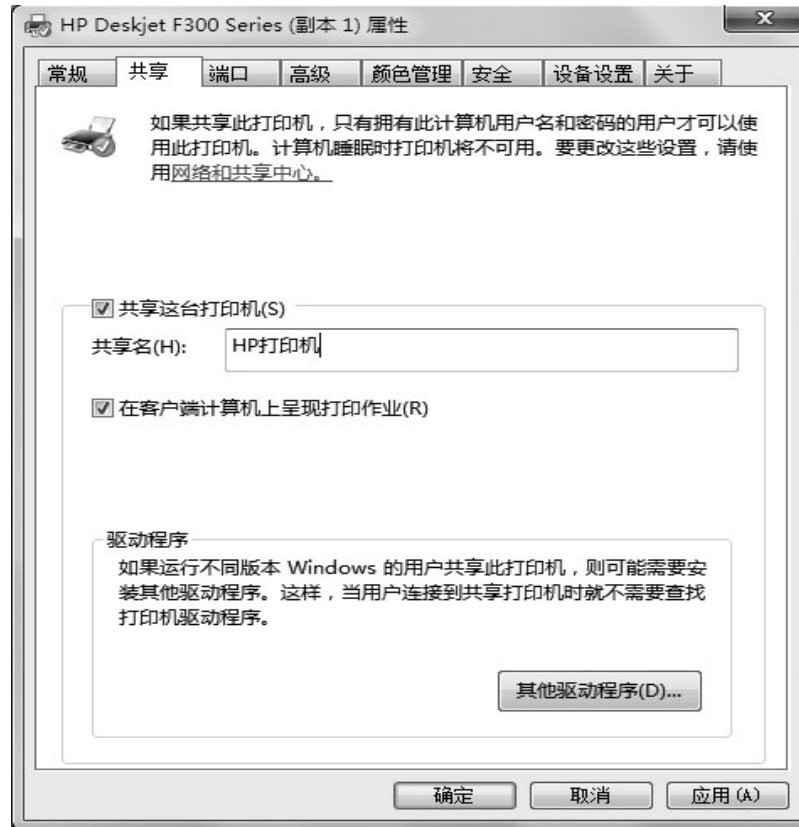 HP Deskjet F300 Series (副本 1) 属性
常规 共享 端口 高级 颜色管理 安全 设备设置 关于
如果共享此打印机，只有拥有此计算机用户名和密码的用户才可以使
用此打印机。计算机睡眠时打印机将不可用。要更改这些设置，请使
用网络和共享中心。
共享这台打印机(S)
共享名(H): HP打印机
在客户端计算机上呈现打印作业(R)
驱动程序
如果运行不同版本 Windows 的用户共享此打印机，则可能需要安
装其他驱动程序。这样，当用户连接到共享打印机时就不需要查找
打印机驱动程序。
其他驱动程序(D)...
确定 取消 应用(A)